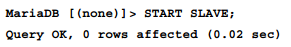 MariaDB [(none)]> START SLAVE;
Query OK, 0 rows affected (0.02 sec)